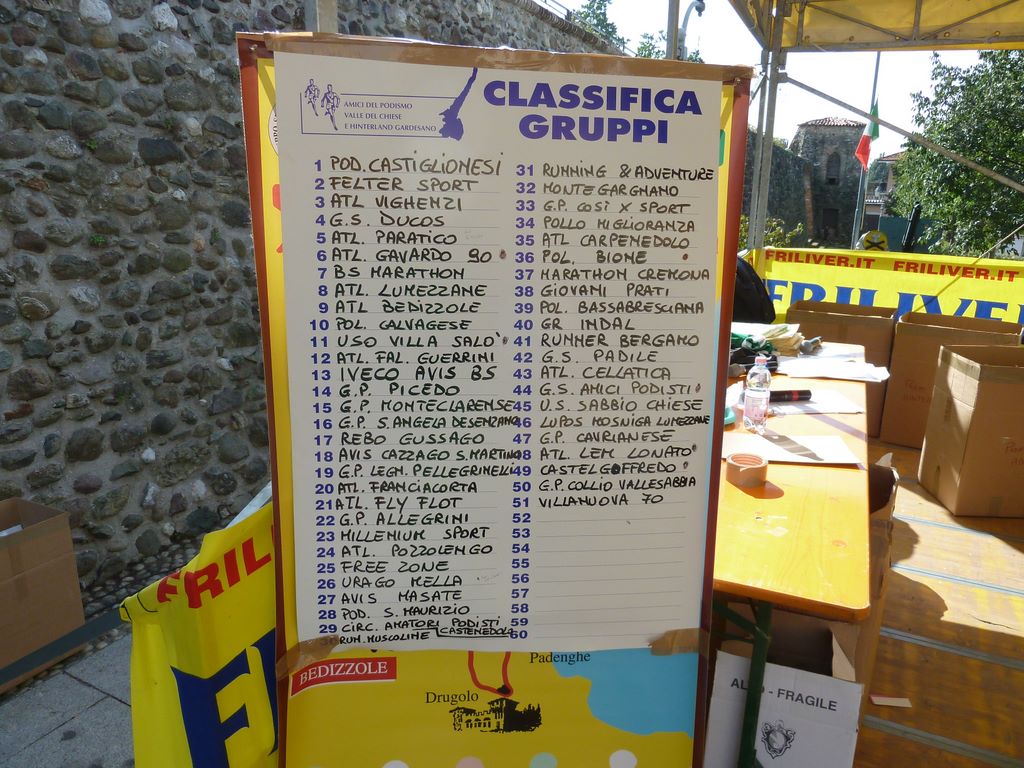 AMICI DEL PODISMO
VALLE DEL CHIESE
E HINTERLAND GARDESANO
CLASSIFICA
GRUPPI
1 POD. CASTIGLIONESI
2 FELTER SPORT
3 ATL VIGHENZI
4 G.S. DUCOS
5 ATL. PARATICO
6 ATL. GAVARDO 90
7 BS MARATHON
8 ATL. LUMEZZANE
9 ATL BEDIZZOLE
10 POL. CALVAGESE
11 USO VILLA SALO'
12 ATL. FAL. GUERRINI
13 IVECO AVIS BS
14 G.P. PICEDO
15 G.P. MONTECLARENSE
16 G.P. S. ANGELA DESENZANO
17 REBO GUSSAGO
18 AVIS CAZZAGO S. MARTINO
19 G.P. LEGN. PELLEGRINELLI
20 ATL. FRANCIACORTA
21 ATL. FLY FLOT
22 G.P. ALLEGRINI
23 MILLENIUM SPORT
24 ATL. POZZOLENGO
25 FREE ZONE
26 URAGO MELLA
27 AVIS MASATE
28 POD. S. MAURIZIO
29 CIRC. AMATORI PODISTI CASTENEDOLO
RUN. MUSCOLINE
31 RUNNING & ADVENTURE
32 MONTE GARGNANO
33 G.P. COSÌ X SPORT
34 POLLO MIGLIORANZA
35 ATL CARPENEDOLO
36 POL. BIONE
37 MARATHON CREMONA
38 GIOVANI PRATI
39 POL. BASSABRESCIANA
40 GR INDAL
41 RUNNER BERGAMO
42 G.S. PADILE
43 ATL. CELLATICA
44 G.S. AMICI PODISTI
45 U.S. SABBIO CHIESE
46 LUPOS MOSNIGA LUMEZZANE
47 G.P. CAVRIANESE
48 ATL. LEM LONATO
49 CASTELGOFFREDO
50 G.P. COLLIO VALLESABBIA
51 VILLANUOVA 70
52
53
54
55
56
57
58
59
60
BEDIZZOLE
Padenghe
Drugolo
FRILIVER.IT FRILIVER.IT
FRILIVE
FRIL
F
FRAGILE